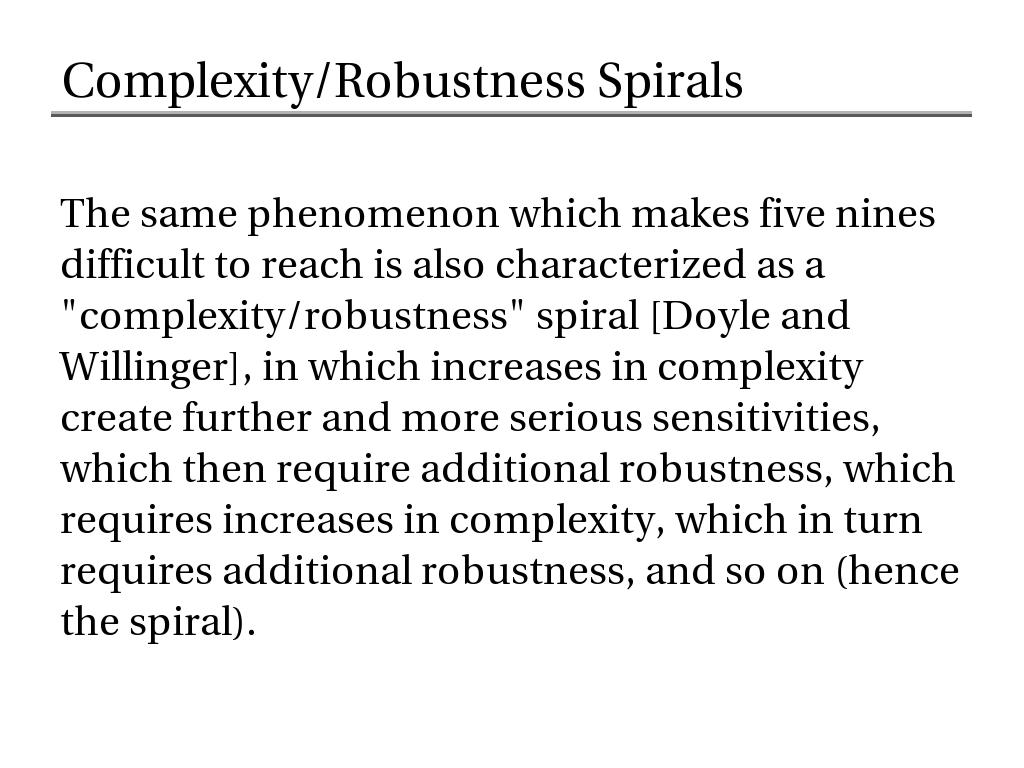 Complexity/Robustness Spirals
The same phenomenon which makes five nines
difficult to reach is also characterized as a
"complexity/robustness" spiral [Doyle and
Willinger], in which increases in complexity
create further and more serious sensitivities,
which then require additional robustness, which
requires increases in complexity, which in turn
requires additional robustness, and so on (hence
the spiral).